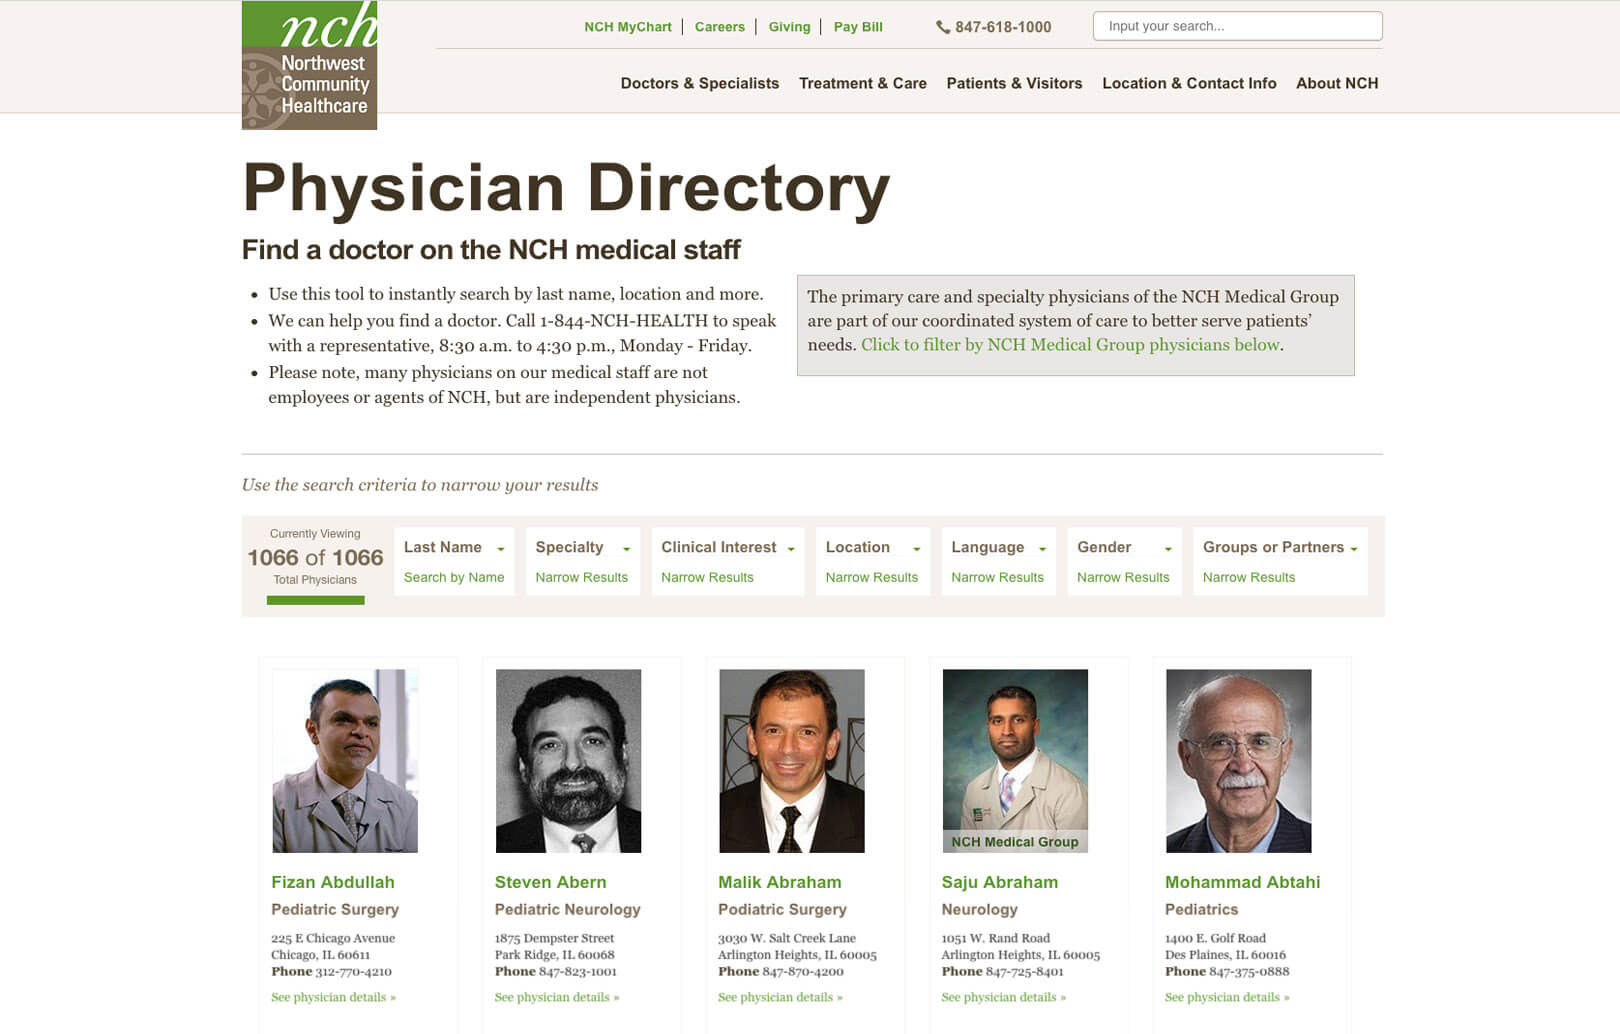 nch
Northwest
Community
Healthcare
NCH MyChart
Careers
Giving
Pay Bill
847-618-1000
Input your search...
Doctors & Specialists
Treatment & Care
Patients & Visitors
Location & Contact Info
About NCH
Physician Directory
Find a doctor on the NCH medical staff
• Use this tool to instantly search by last name, location and more.
• We can help you find a doctor. Call 1-844-NCH-HEALTH to speak
with a representative, 8:30 a.m. to 4:30 p.m., Monday - Friday.
• Please note, many physicians on our medical staff are not
employees or agents of NCH, but are independent physicians.
The primary care and specialty physicians of the NCH Medical Group
are part of our coordinated system of care to better serve patients’
needs. Click to filter by NCH Medical Group physicians below.
Use the search criteria to narrow your results
Currently Viewing
1066 of 1066
Total Physicians
Last Name
Search by Name
Specialty
Narrow Results
Clinical Interest
Narrow Results
Location
Narrow Results
Language
Narrow Results
Gender
Narrow Results
Groups or Partners
Narrow Results
Fizan Abdullah
Pediatric Surgery
225 E Chicago Avenue
Chicago, IL 60611
Phone 312-770-4210
See physician details »
Steven Abern
Pediatric Neurology
1875 Dempster Street
Park Ridge, IL 60068
Phone 847-823-1001
See physician details »
Malik Abraham
Podiatric Surgery
3030 W. Salt Creek Lane
Arlington Heights, IL 60005
Phone 847-870-4200
See physician details »
NCH Medical Group
Saju Abraham
Neurology
1051 W. Rand Road
Arlington Heights, IL 60005
Phone 847-725-8401
See physician details »
Mohammad Abtahi
Pediatrics
1400 E. Golf Road
Des Plaines, IL 60016
Phone 847-375-0888
See physician details »